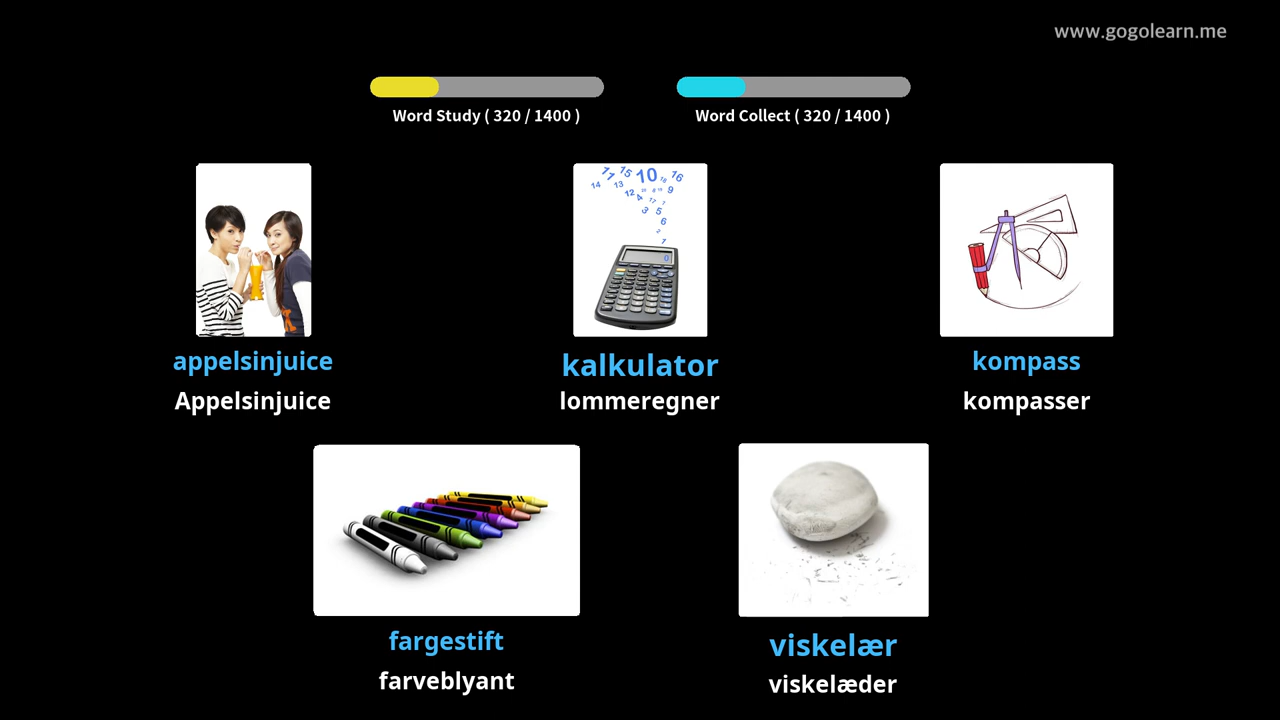 www.gogolearn.me
Word Study ( 320 / 1400 )
Word Collect ( 320 / 1400 )
appelsinjuice
Appelsinjuice
kalkulator
lommeregner
kompass
kompasser
fargestift
farveblyant
viskelær
viskelæder